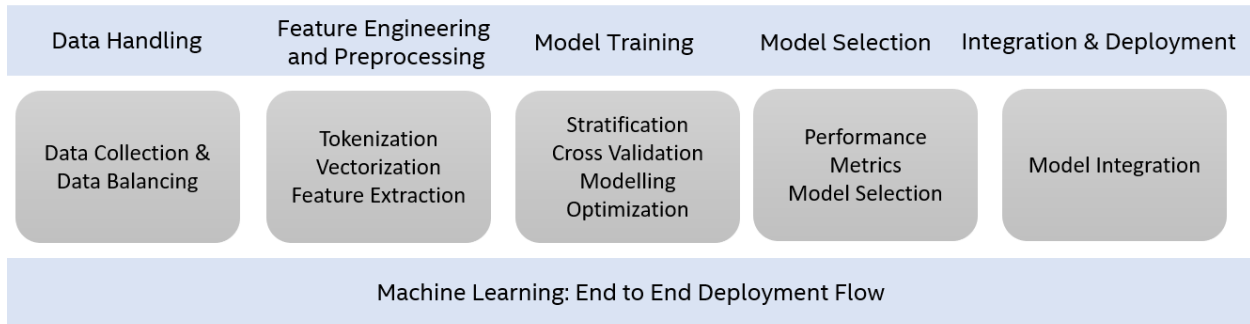 Data Handling
Feature Engineering
and Preprocessing
Model Training
Model Selection
Integration & Deployment
Data Collection &
Data Balancing
Tokenization
Vectorization
Feature Extraction
Stratification
Cross Validation
Modelling
Optimization
Performance
Metrics
Model Selection
Model Integration
Machine Learning: End to End Deployment Flow